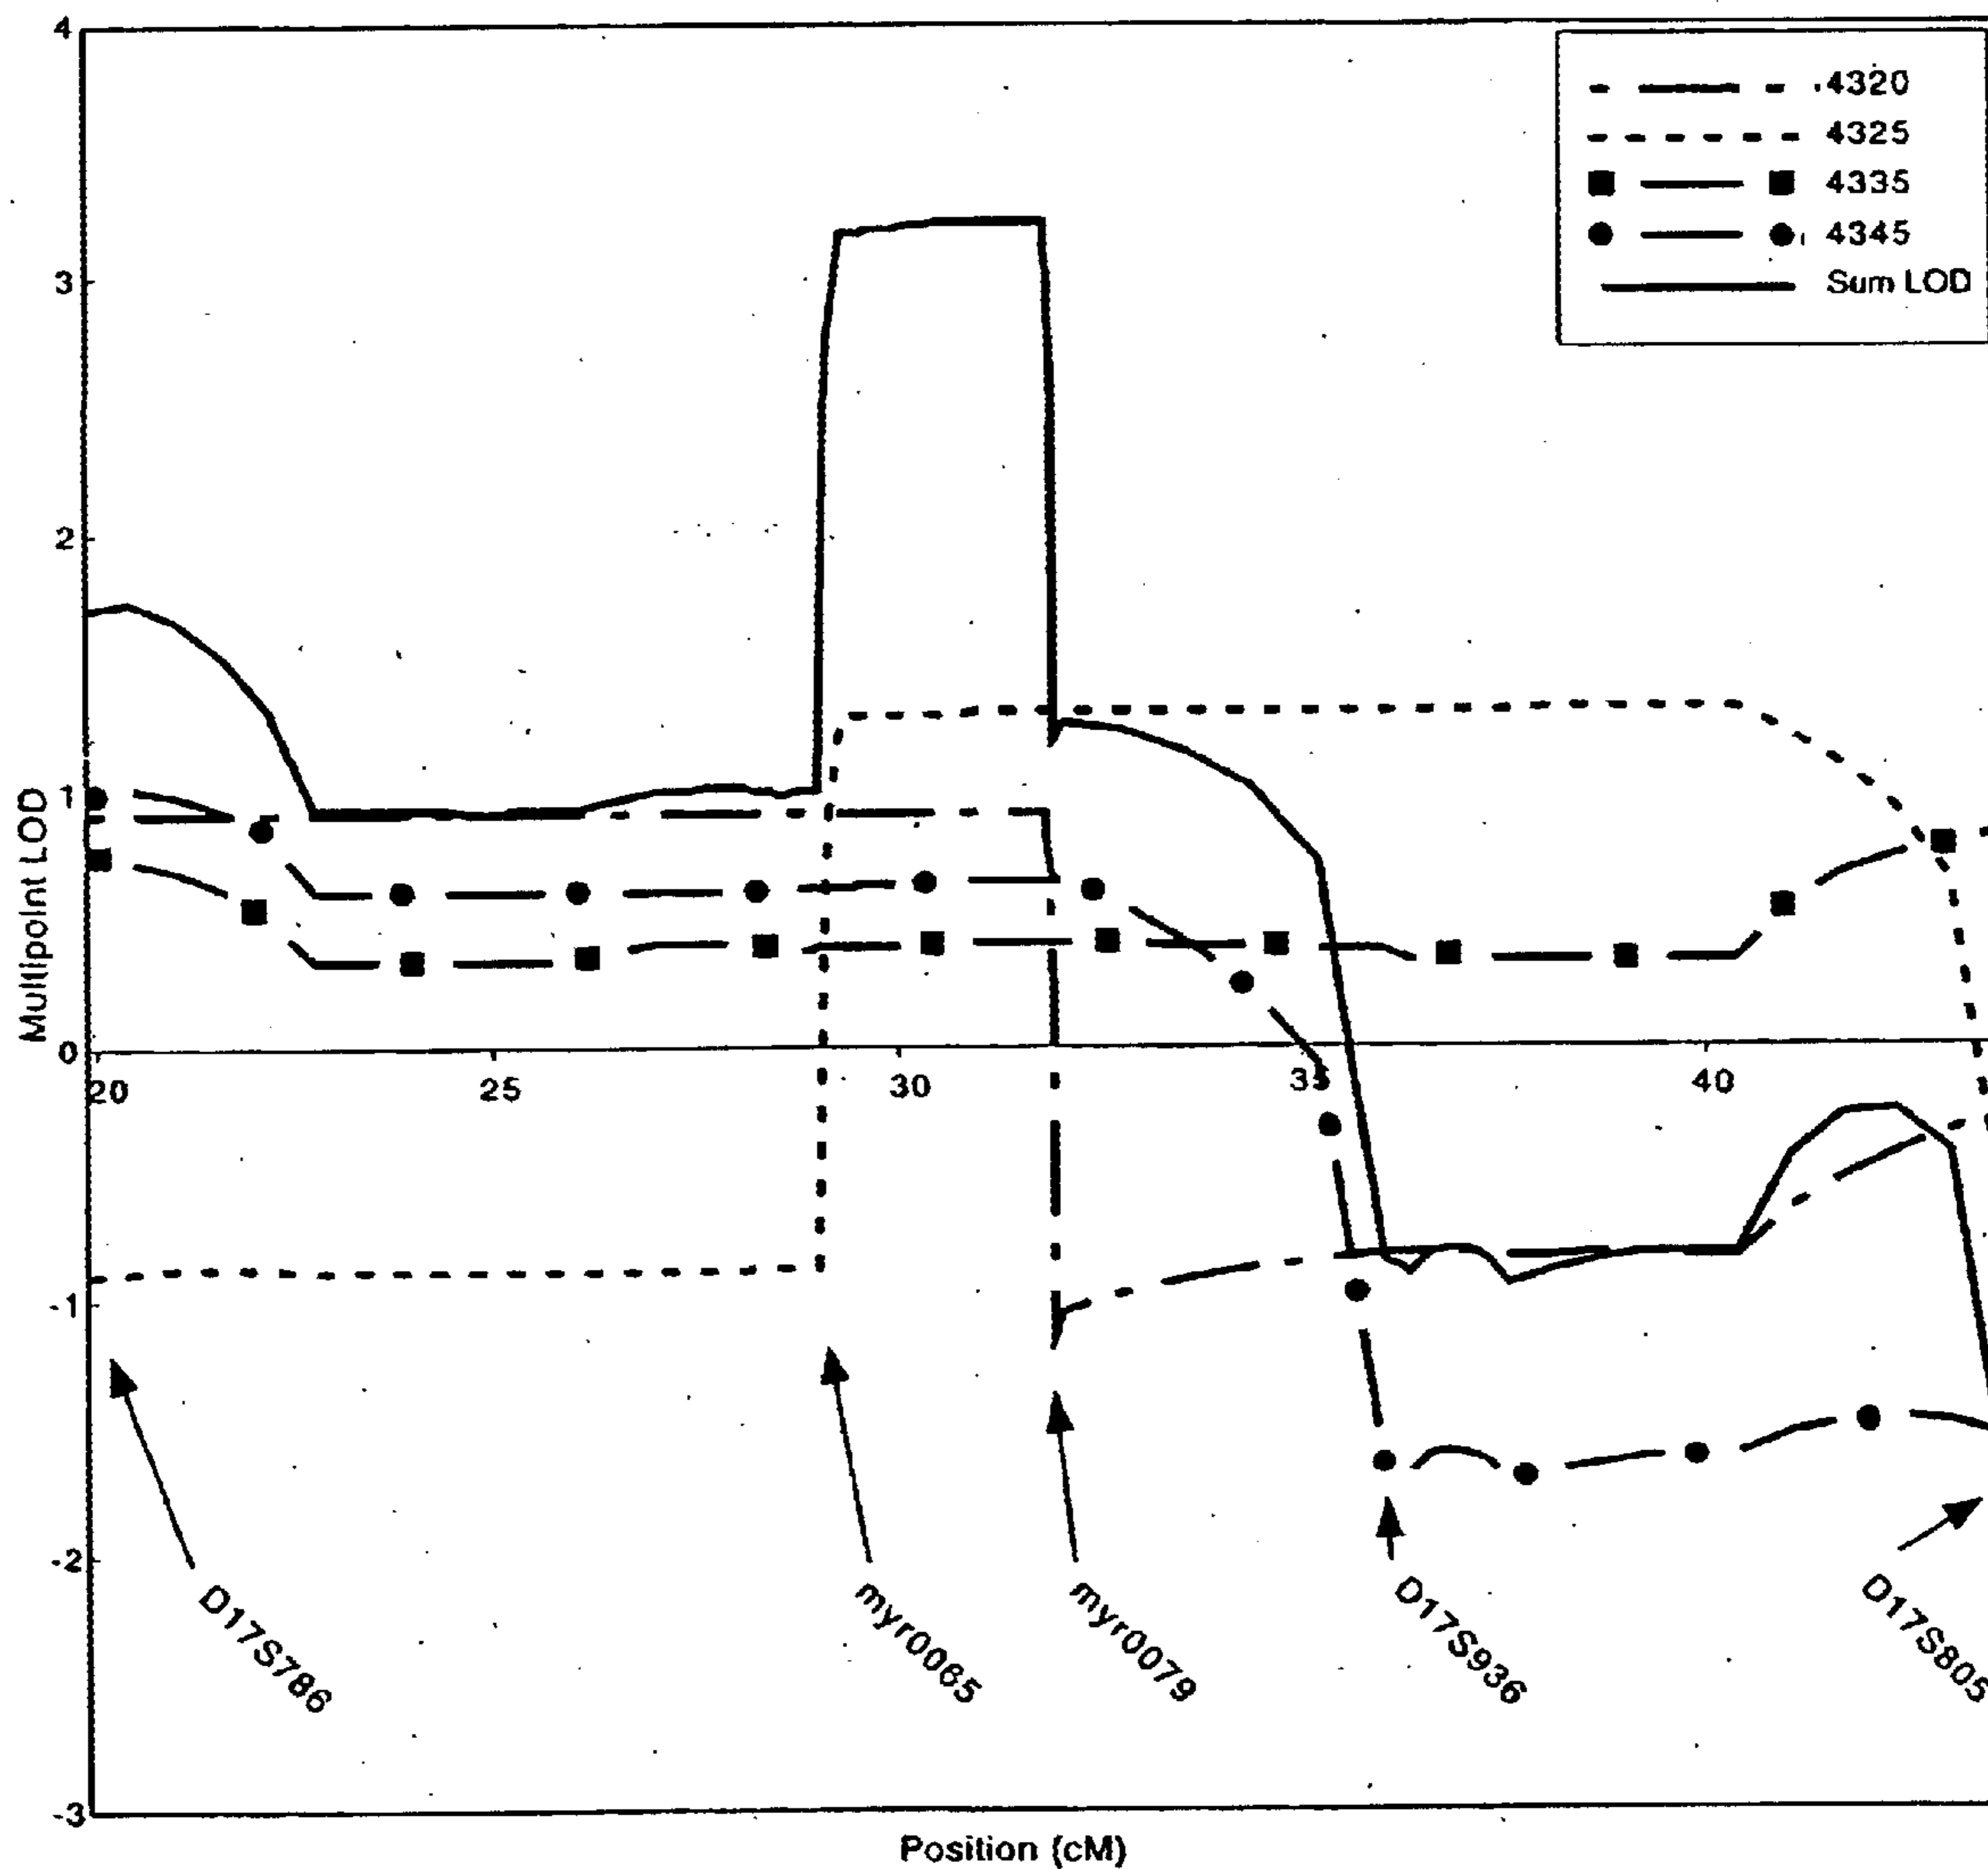 4
3
2
1
0
-1
-2
-3
Multipoint LOD
20
25
30
35
40
Position (cM)
4320
4325
4335
4345
Sum LOD
D17S786
myr0065
myr0079
D17S936
D17S805